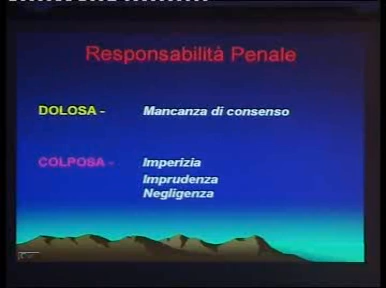 Responsabilità Penale
DOLOSA - Mancanza di consenso
COLPOSA - Imperizia
Imprudenza
Negligenza